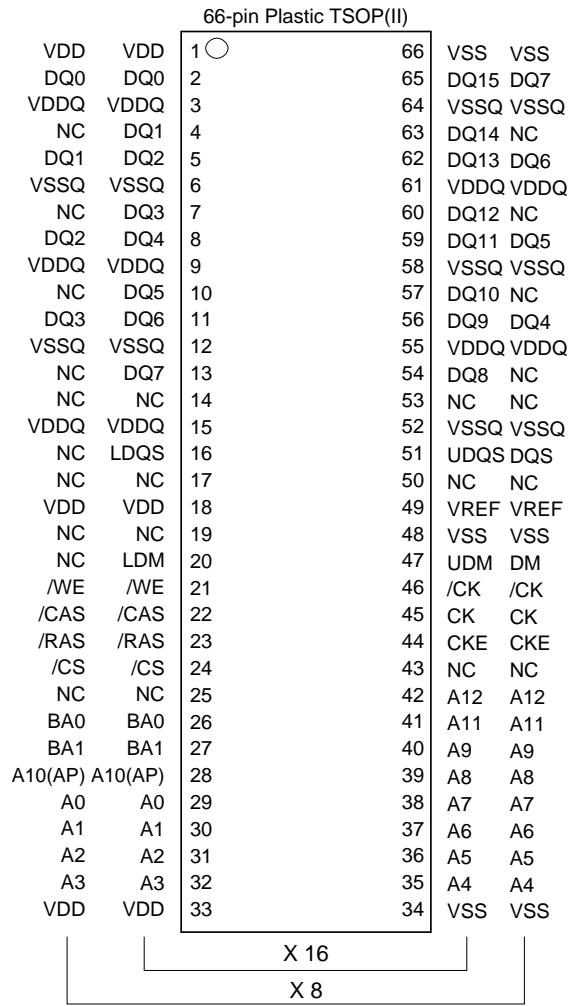 66-pin Plastic TSOP(II)
VDD VDD 1 66 VSS VSS
DQ0 DQ0 2 65 DQ15 DQ7
VDDQ VDDQ 3 64 VSSQ VSSQ
NC DQ1 4 63 DQ14 NC
DQ1 DQ2 5 62 DQ13 DQ6
VSSQ VSSQ 6 61 VDDQ VDDQ
NC DQ3 7 60 DQ12 NC
DQ2 DQ4 8 59 DQ11 DQ5
VDDQ VDDQ 9 58 VSSQ VSSQ
NC DQ5 10 57 DQ10 NC
DQ3 DQ6 11 56 DQ9 DQ4
VSSQ VSSQ 12 55 VDDQ VDDQ
NC DQ7 13 54 DQ8 NC
NC NC 14 53 NC NC
VDDQ VDDQ 15 52 VSSQ VSSQ
NC LDQS 16 51 UDQS DQS
NC NC 17 50 NC NC
VDD VDD 18 49 VREF VREF
NC NC 19 48 VSS VSS
NC LDM 20 47 UDM DM
/WE /WE 21 46 /CK /CK
/CAS /CAS 22 45 CK CK
/RAS /RAS 23 44 CKE CKE
/CS /CS 24 43 NC NC
NC NC 25 42 A12 A12
BA0 BA0 26 41 A11 A11
BA1 BA1 27 40 A9 A9
A10(AP) A10(AP) 28 39 A8 A8
A0 A0 29 38 A7 A7
A1 A1 30 37 A6 A6
A2 A2 31 36 A5 A5
A3 A3 32 35 A4 A4
VDD VDD 33 34 VSS VSS
X 16
X 8